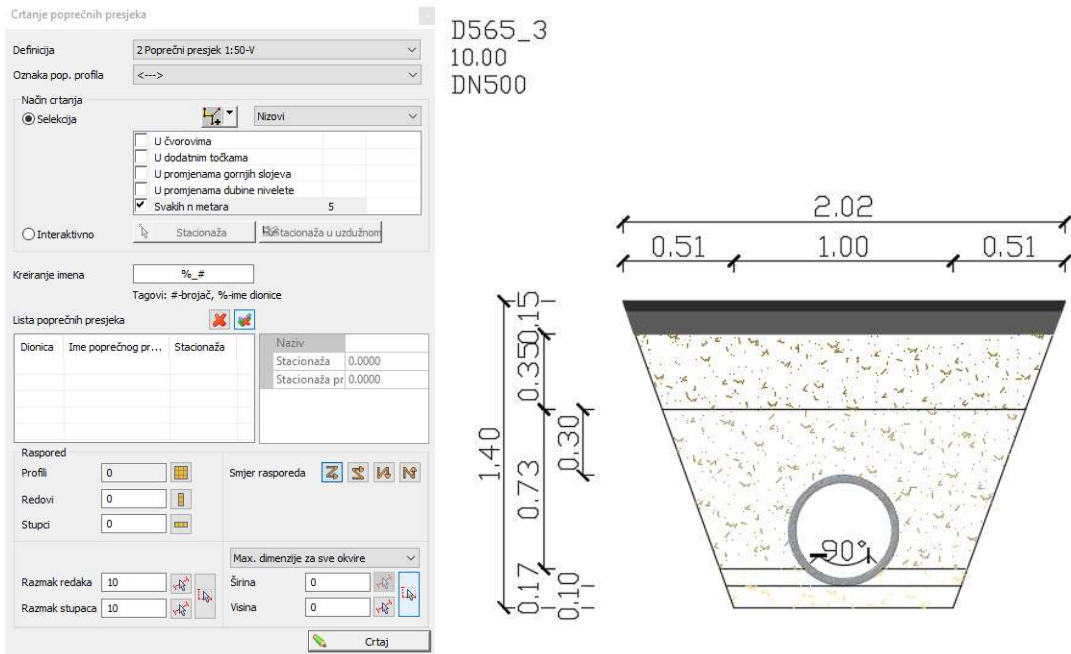 Crtanje poprečnih presjeka
Definicija 2 Poprečni presjek 1:50-V
Oznaka pop. profila <--->
Način crtanja
Selekcija Nizovi
U čvorovima
U dodatnim točkama
U promjenama gornjih slojeva
U promjenama dubine nivelete
Svakih n metara 5
Interaktivno Stacionaža stacionaža u uzdužnom
Kreiranje imena %_#
Tagovi: #-brojač, %-ime dionice
Lista poprečnih presjeka
Dionica Ime poprečnog pr... Stacionaža
Naziv
Stacionaža 0.0000
Stacionaža pr 0.0000
Raspored
Profili 0 Smjer rasporeda
Redovi 0
Stupci 0
Max. dimenzije za sve okvire
Razmak redaka 10 Širina 0
Razmak stupaca 10 Visina 0
Crtaj
D565_3
10.00
DN500
2.02
0.51 1.00 0.51
0.15
0.35
0.30
1.40
0.73
90°
0.17
0.10